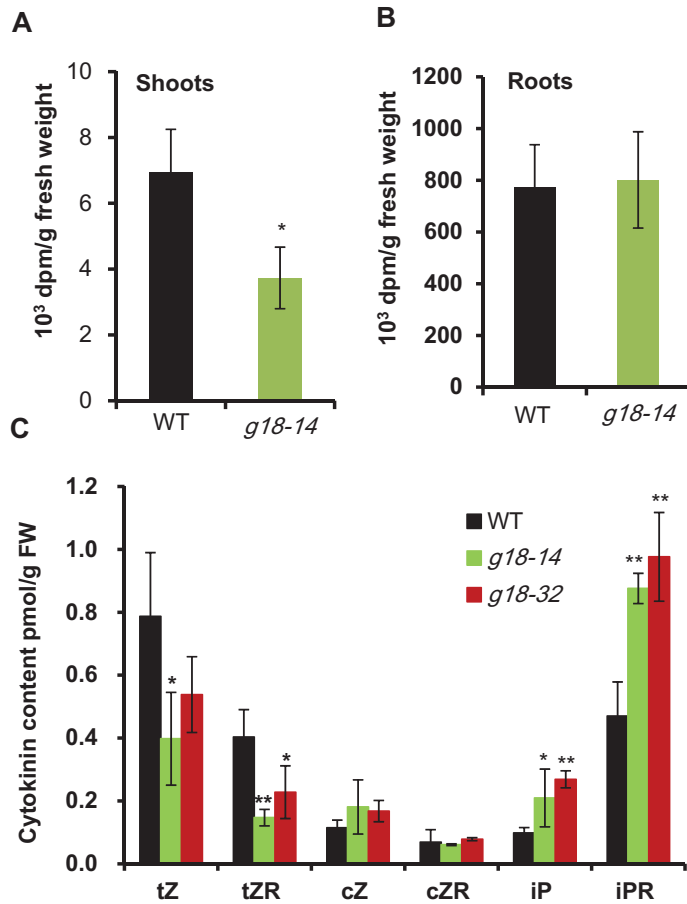 A
Shoots
10³ dpm/g fresh weight
10
8
6
4
2
0
*
WT
g18-14
B
Roots
10³ dpm/g fresh weight
1200
1000
800
600
400
200
0
WT
g18-14
C
Cytokinin content pmol/g FW
1.2
1.0
0.8
0.6
0.4
0.2
0.0
WT
g18-14
g18-32
*
**
*
*
**
**
**
tZ
tZR
cZ
cZR
iP
iPR